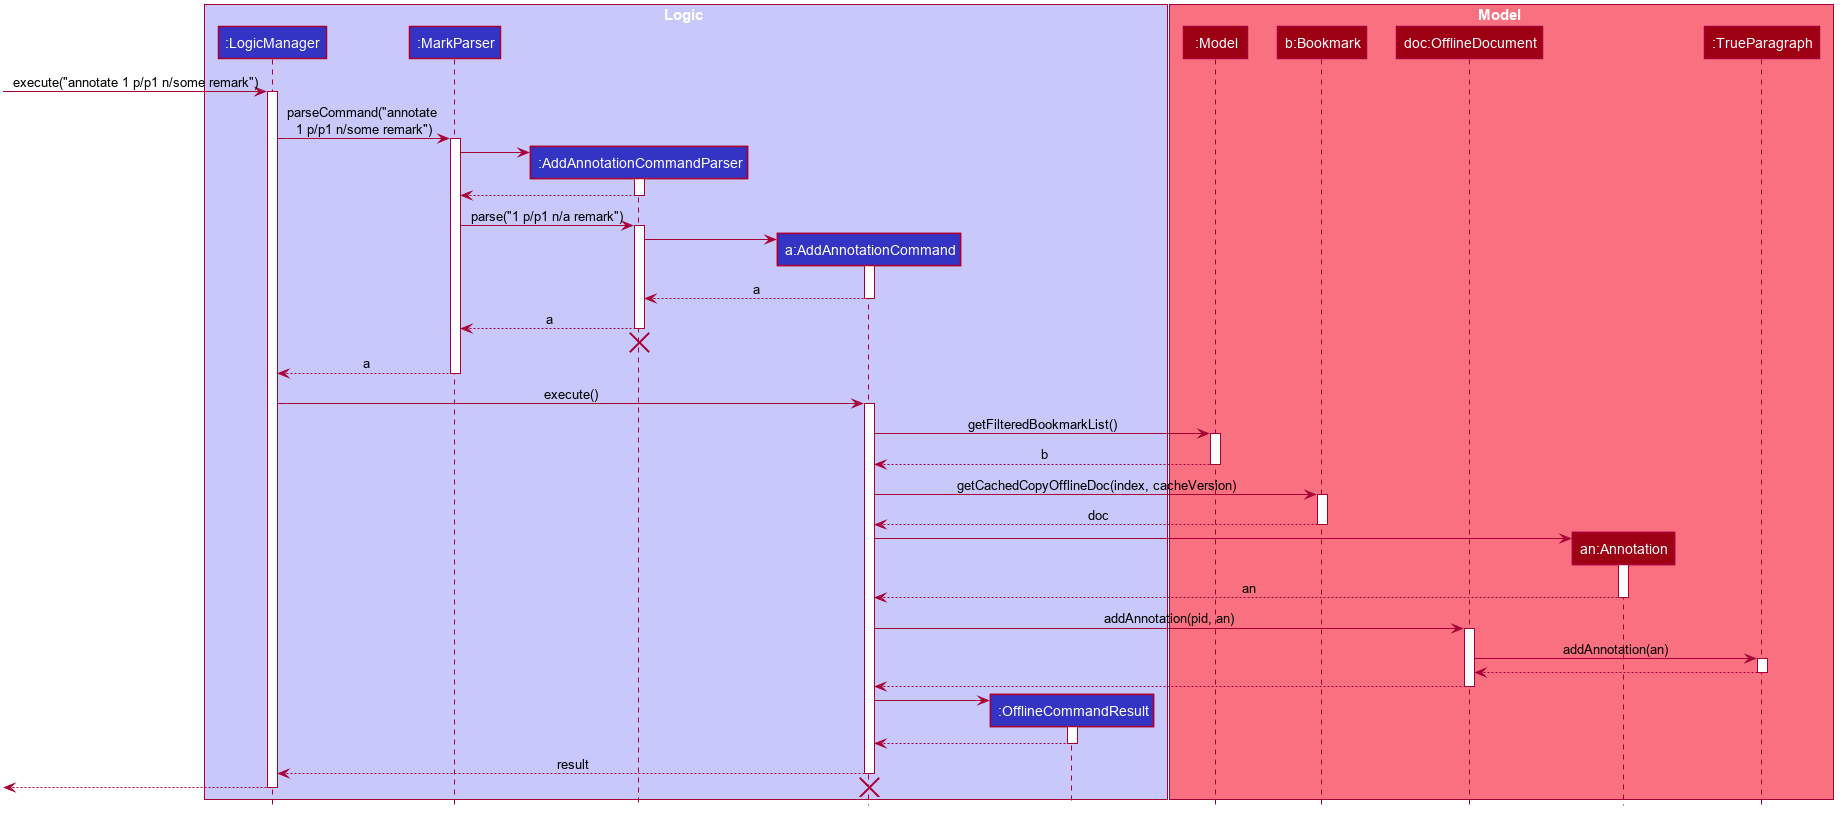 Logic
Model
:LogicManager
:MarkParser
:Model
b:Bookmark
doc:OfflineDocument
:TrueParagraph
execute("annotate 1 p/p1 n/some remark")
parseCommand("annotate
1 p/p1 n/some remark")
:AddAnnotationCommandParser
parse("1 p/p1 n/a remark")
a:AddAnnotationCommand
a
a
a
execute()
getFilteredBookmarkList()
b
getCachedCopyOfflineDoc(index, cacheVersion)
doc
an:Annotation
an
addAnnotation(pid, an)
addAnnotation(an)
:OfflineCommandResult
result